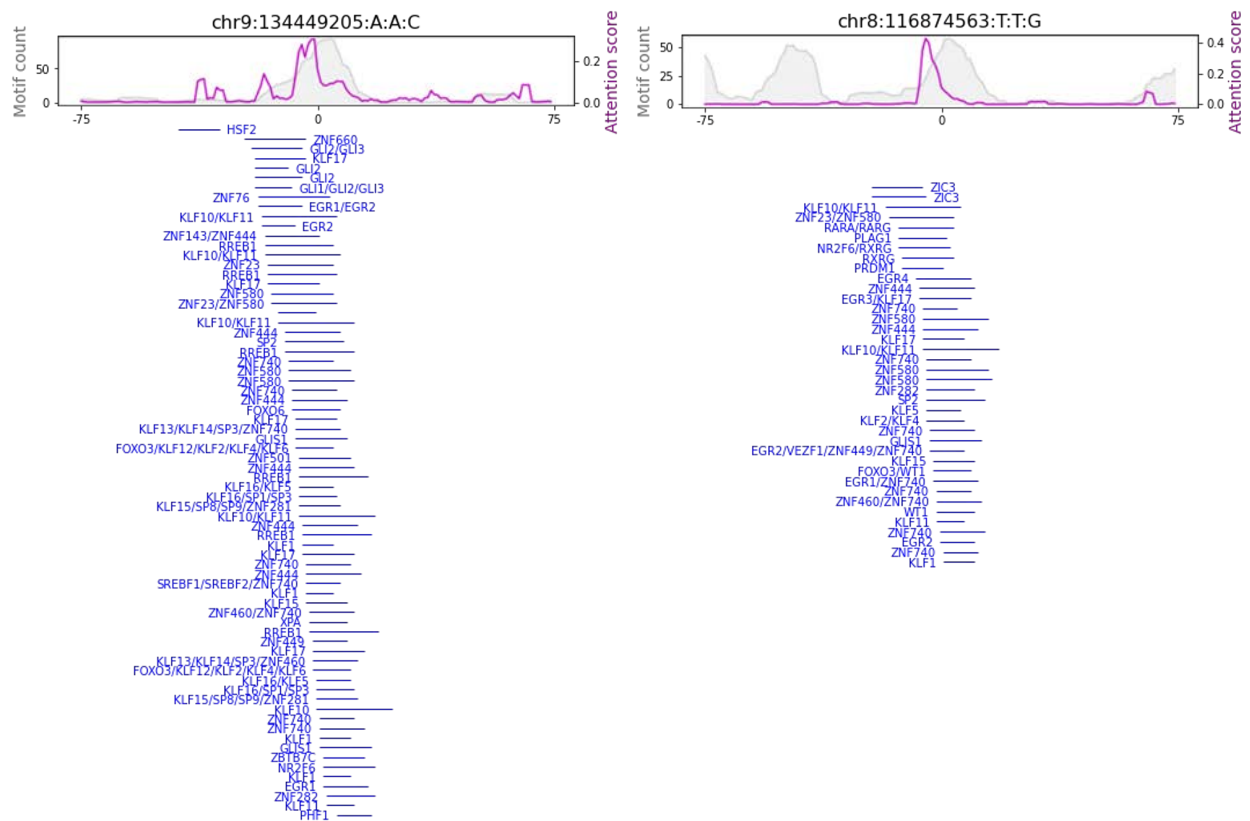 chr9:134449205:A:A:C
Motif count
50
0
0.2
0.0
Attention score
-75
0
75
HSF2
ZNF660
GLI2/GLI3
KLF17
GLI2
GLI2
GLI1/GLI2/GLI3
ZNF76
EGR1/EGR2
KLF10/KLF11
EGR2
ZNF143/ZNF444
RREB1
KLF10/KLF11
ZNF23
RREB1
KLF17
ZNF580
ZNF23/ZNF580
KLF10/KLF11
ZNF444
SP2
RREB1
ZNF740
ZNF580
ZNF580
ZNF740
ZNF444
FOXO6
KLF17
KLF13/KLF14/SP3/ZNF740
GLIS1
FOXO3/KLF12/KLF2/KLF4/KLF6
ZNF501
ZNF444
RREB1
KLF16/KLF5
KLF16/SP1/SP3
KLF15/SP8/SP9/ZNF281
KLF10/KLF11
ZNF444
RREB1
KLF1
KLF17
ZNF740
ZNF444
SREBF1/SREBF2/ZNF740
KLF1
KLF15
ZNF460/ZNF740
XPA
RREB1
ZNF449
KLF17
KLF13/KLF14/SP3/ZNF460
FOXO3/KLF12/KLF2/KLF4/KLF6
KLF16/KLF5
KLF16/SP1/SP3
KLF15/SP8/SP9/ZNF281
KLF10
ZNF740
ZNF740
KLF1
GLIS1
ZBTB7C
NR2F6
KLF1
EGR1
ZNF282
KLF11
PHF1
chr8:116874563:T:T:G
Motif count
50
25
0
0.4
0.2
0.0
Attention score
-75
0
75
ZIC3
ZIC3
KLF10/KLF11
ZNF23/ZNF580
RARA/RARG
PLAG1
NR2F6/RXRG
RXRG
PRDM1
EGR4
ZNF444
EGR3/KLF17
ZNF740
ZNF580
ZNF444
KLF17
KLF10/KLF11
ZNF740
ZNF580
ZNF580
ZNF282
SP2
KLF5
KLF2/KLF4
ZNF740
GLIS1
EGR2/VEZF1/ZNF449/ZNF740
KLF15
FOXO3/WT1
EGR1/ZNF740
ZNF740
ZNF460/ZNF740
WT1
KLF11
ZNF740
EGR2
ZNF740
KLF1